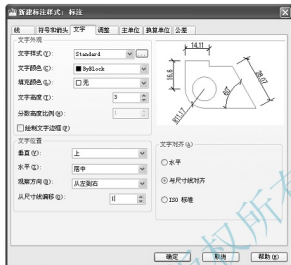 新建标注样式: 标注
线 符号和箭头 文字 调整 主单位 换算单位 公差
文字外观
文字样式(Y): Standard
文字颜色(C): ByBlock
填充颜色(L): 无
文字高度(T): 3
分数高度比例(H): 1
绘制文字边框(F)
14,11
16,6
28,07
60°
R11,17
文字位置
垂直(V): 上
水平(Z): 居中
观察方向(D): 从左到右
从尺寸线偏移(O): 1
文字对齐(A)
水平
与尺寸线对齐
ISO 标准
确定 取消 帮助(H)